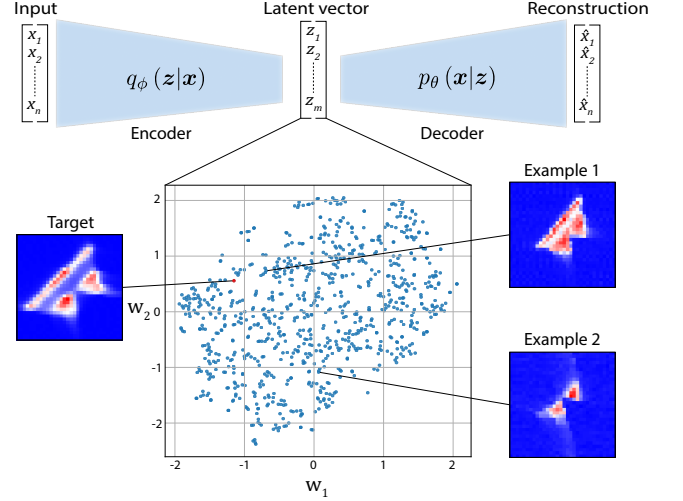 Input
Latent vector
Reconstruction
x1
x2
xn
qϕ (z|x)
Encoder
z1
z2
zm
pθ (x|z)
Decoder
x̂1
x̂2
x̂n
Target
Example 1
Example 2
2
1
w2 0
-1
-2
-2 -1 0 1 2
w1